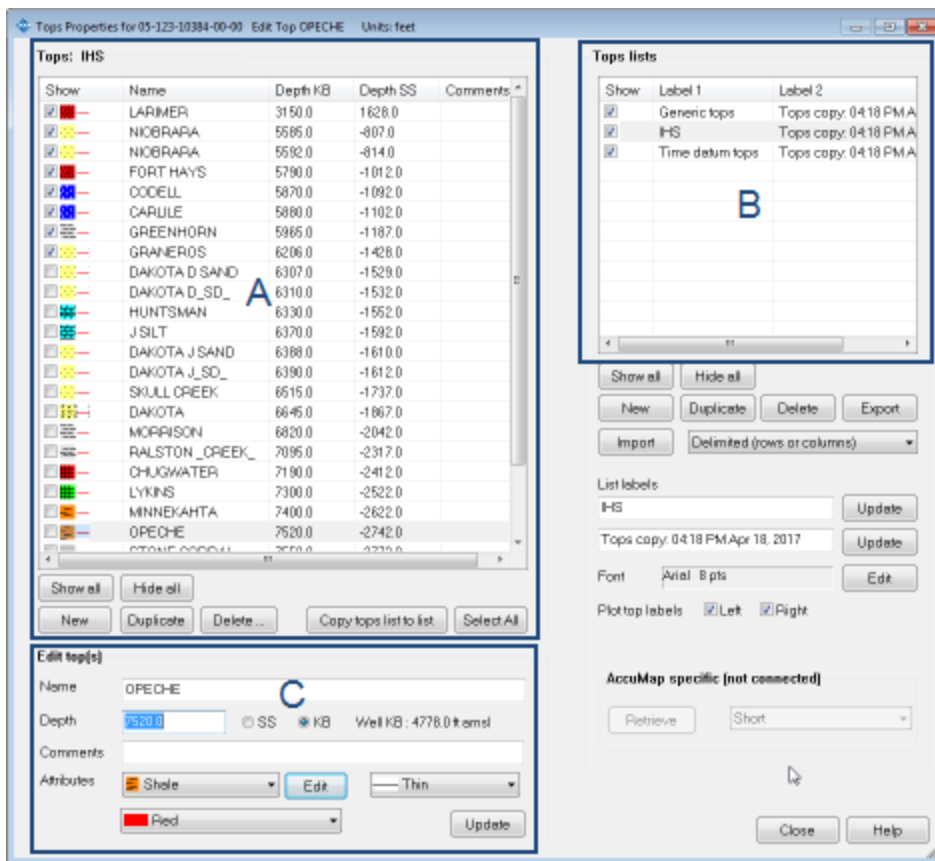 Tops Properties for 05-123-10384-00-00 Edit Top OPECHE Units: feet
Tops: IHS
Show Name Depth KB Depth SS Comments
LARIMER 3150.0 1628.0
NIOBRARA 5585.0 -807.0
NIOBRARA 5592.0 -814.0
FORT HAYS 5790.0 -1012.0
CODELL 5870.0 -1092.0
CARLILE 5880.0 -1102.0
GREENHORN 5965.0 -1187.0
GRANEROS 6206.0 -1428.0
DAKOTA D SAND 6307.0 -1529.0
DAKOTA D_SD_ 6310.0 -1532.0
HUNTSMAN 6330.0 -1552.0
J SILT 6370.0 -1592.0
DAKOTA J SAND 6388.0 -1610.0
DAKOTA J_SD_ 6390.0 -1612.0
SKULL CREEK 6515.0 -1737.0
DAKOTA 6645.0 -1867.0
MORRISON 6820.0 -2042.0
RALSTON _CREEK_ 7095.0 -2317.0
CHUGWATER 7190.0 -2412.0
LYKINS 7300.0 -2522.0
MINNEKAHTA 7400.0 -2622.0
OPECHE 7520.0 -2742.0
A
Show all Hide all
New Duplicate Delete ... Copy tops list to list Select All
Edit top(s)
Name OPECHE
C
Depth 7520.0 SS KB Well KB : 4778.0 ft amsl
Comments
Attributes Shale Edit Thin
Red Update
Tops lists
Show Label 1 Label 2
Generic tops Tops copy: 04:18 PM A
IHS Tops copy: 04:18 PM A
Time datum tops Tops copy: 04:18 PM A
B
Show all Hide all
New Duplicate Delete Export
Import Delimited (rows or columns)
List labels
IHS Update
Tops copy: 04:18 PM Apr 18, 2017 Update
Font Arial 8 pts Edit
Plot top labels Left Right
AccuMap specific (not connected)
Retrieve Short
Close Help